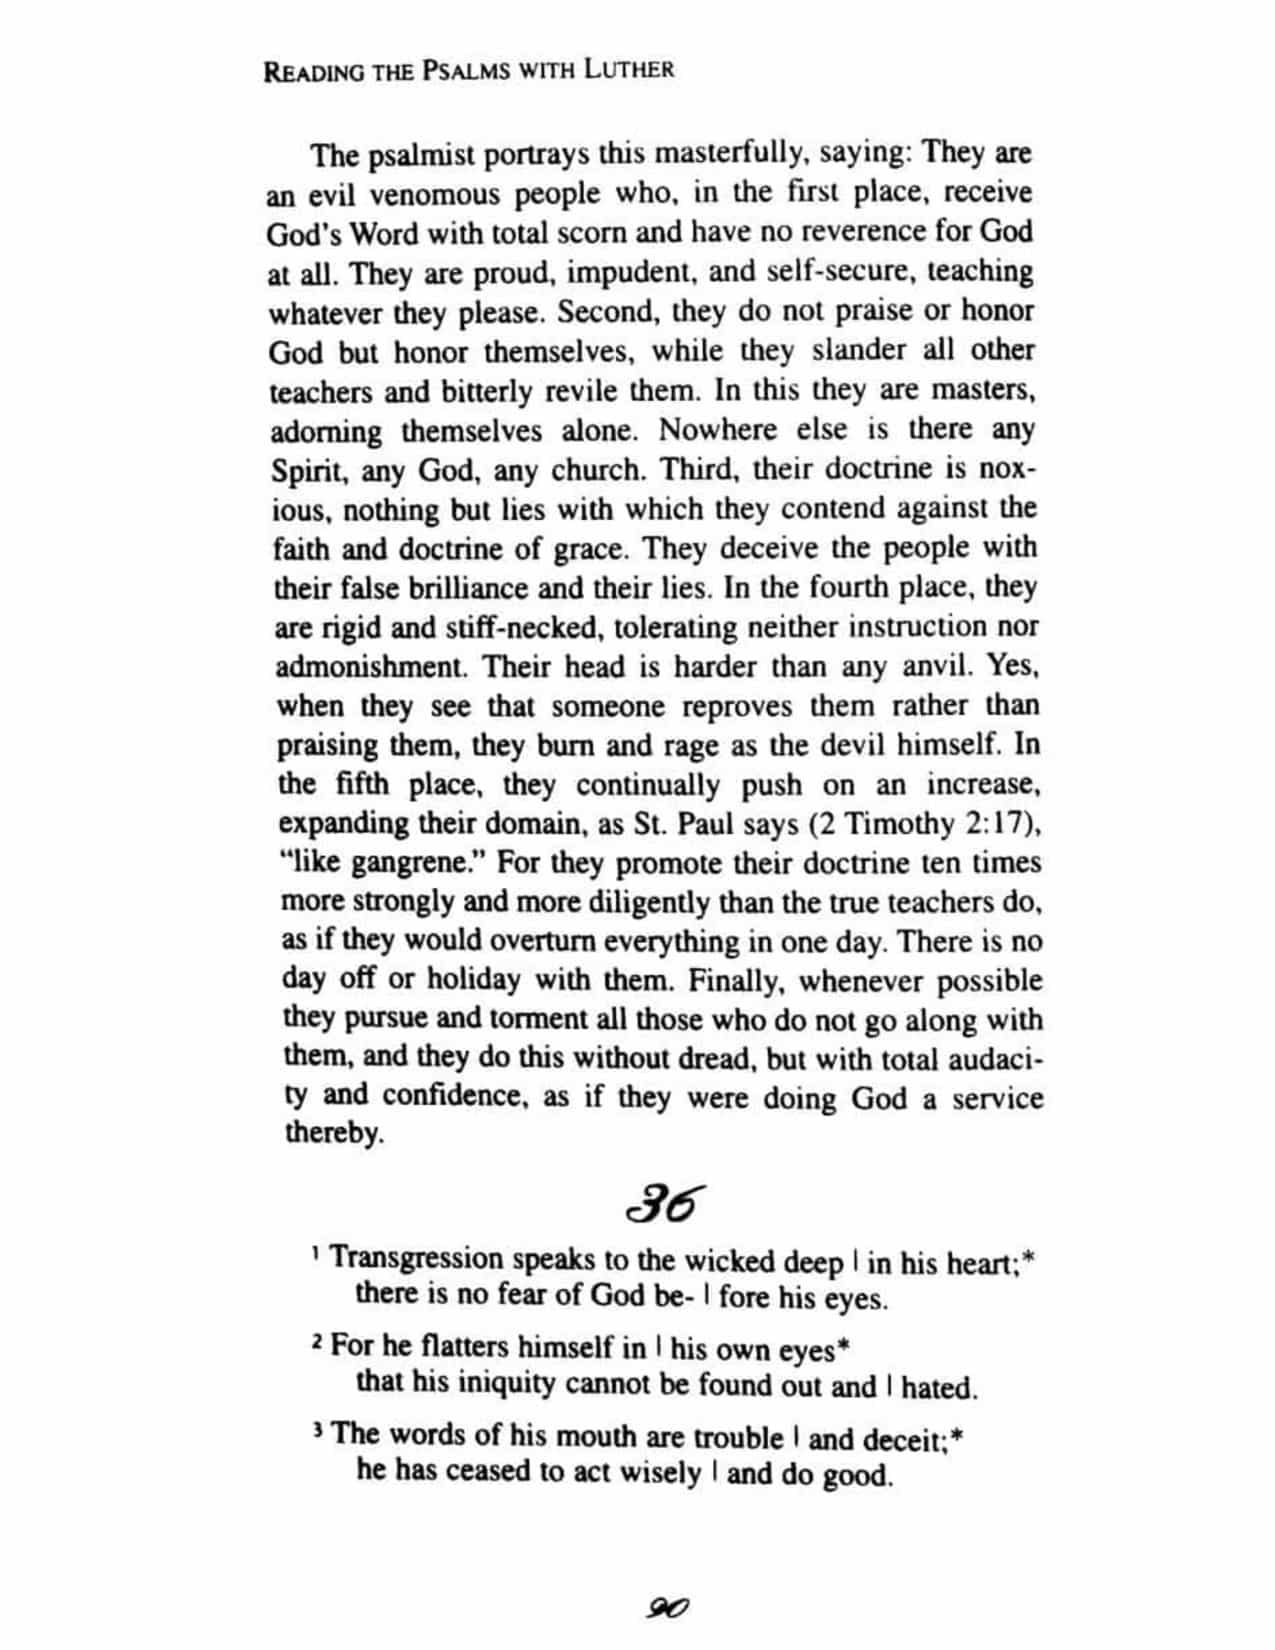 READING THE PSALMS WITH LUTHER
The psalmist portrays this masterfully, saying: They are
an evil venomous people who, in the first place, receive
God's Word with total scorn and have no reverence for God
at all. They are proud, impudent, and self-secure, teaching
whatever they please. Second, they do not praise or honor
God but honor themselves, while they slander all other
teachers and bitterly revile them. In this they are masters,
adorning themselves alone. Nowhere else is there any
Spirit, any God, any church. Third, their doctrine is nox-
ious, nothing but lies with which they contend against the
faith and doctrine of grace. They deceive the people with
their false brilliance and their lies. In the fourth place, they
are rigid and stiff-necked, tolerating neither instruction nor
admonishment. Their head is harder than any anvil. Yes,
when they see that someone reproves them rather than
praising them, they burn and rage as the devil himself. In
the fifth place, they continually push on an increase,
expanding their domain, as St. Paul says (2 Timothy 2:17),
“like gangrene.” For they promote their doctrine ten times
more strongly and more diligently than the true teachers do,
as if they would overturn everything in one day. There is no
day off or holiday with them. Finally, whenever possible
they pursue and torment all those who do not go along with
them, and they do this without dread, but with total audaci-
ty and confidence, as if they were doing God a service
thereby.
36
1 Transgression speaks to the wicked deep | in his heart;*
there is no fear of God be- | fore his eyes.
2 For he flatters himself in | his own eyes*
that his iniquity cannot be found out and | hated.
3 The words of his mouth are trouble | and deceit;*
he has ceased to act wisely | and do good.
90